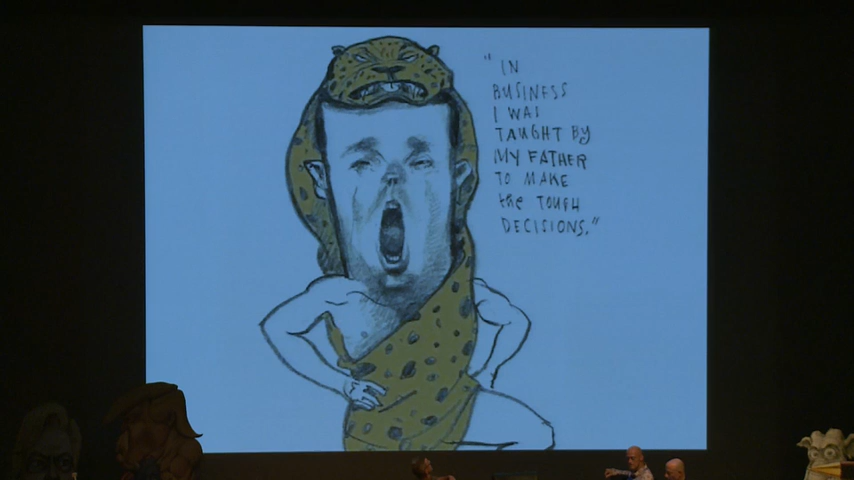 "IN
BUSINESS
I WAS
TAUGHT BY
MY FATHER
TO MAKE
the TOUGH
DECISIONS."